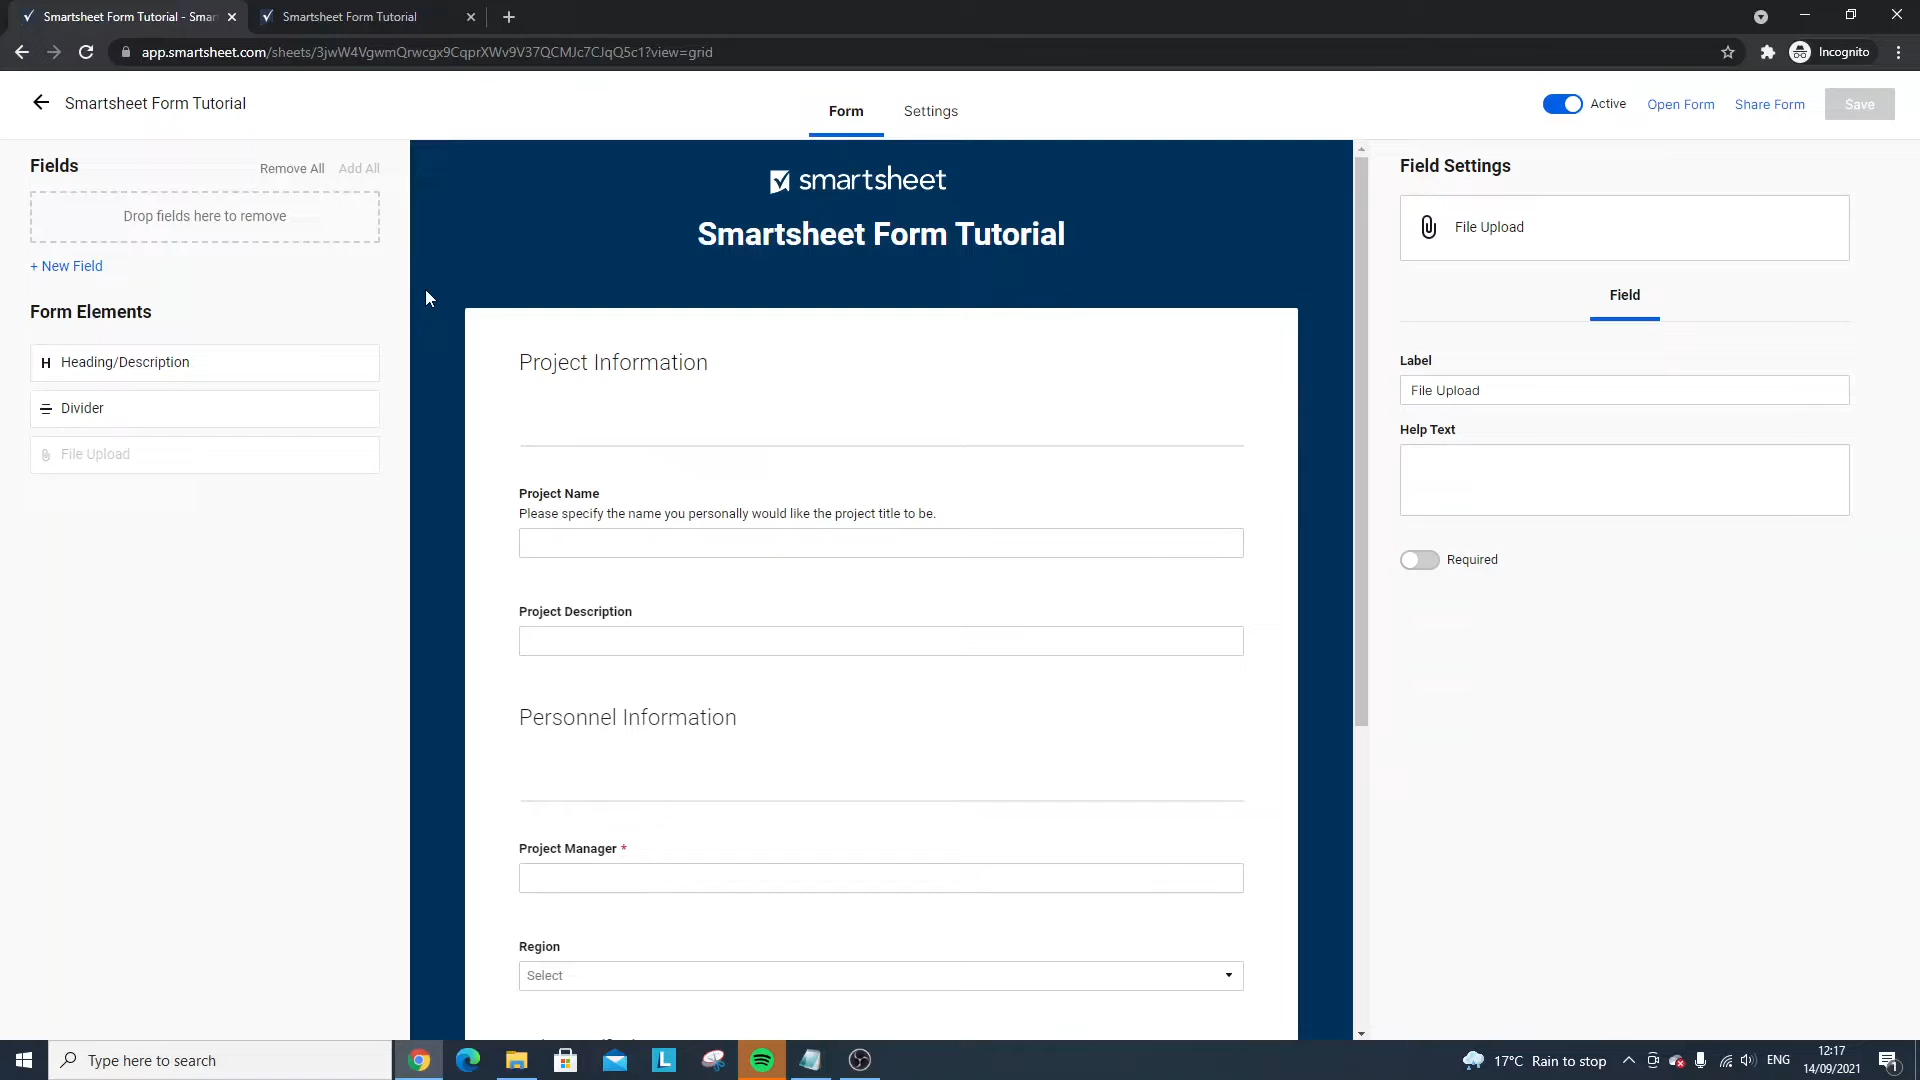 Smartsheet Form Tutorial - Smar
Smartsheet Form Tutorial
app.smartsheet.com/sheets/3jwW4VgwmQrwcgx9CqprXWv9V37QCMJc7CJqQ5c1?view=grid
Incognito
Smartsheet Form Tutorial
Form
Settings
Active
Open Form
Share Form
Save
Fields
Remove All
Add All
Drop fields here to remove
+ New Field
Form Elements
H Heading/Description
Divider
File Upload
smartsheet
Smartsheet Form Tutorial
Project Information
Project Name
Please specify the name you personally would like the project title to be.
Project Description
Personnel Information
Project Manager *
Region
Select
Field Settings
File Upload
Field
Label
File Upload
Help Text
Required
Type here to search
L
17°C Rain to stop
ENG
12:17
14/09/2021
1